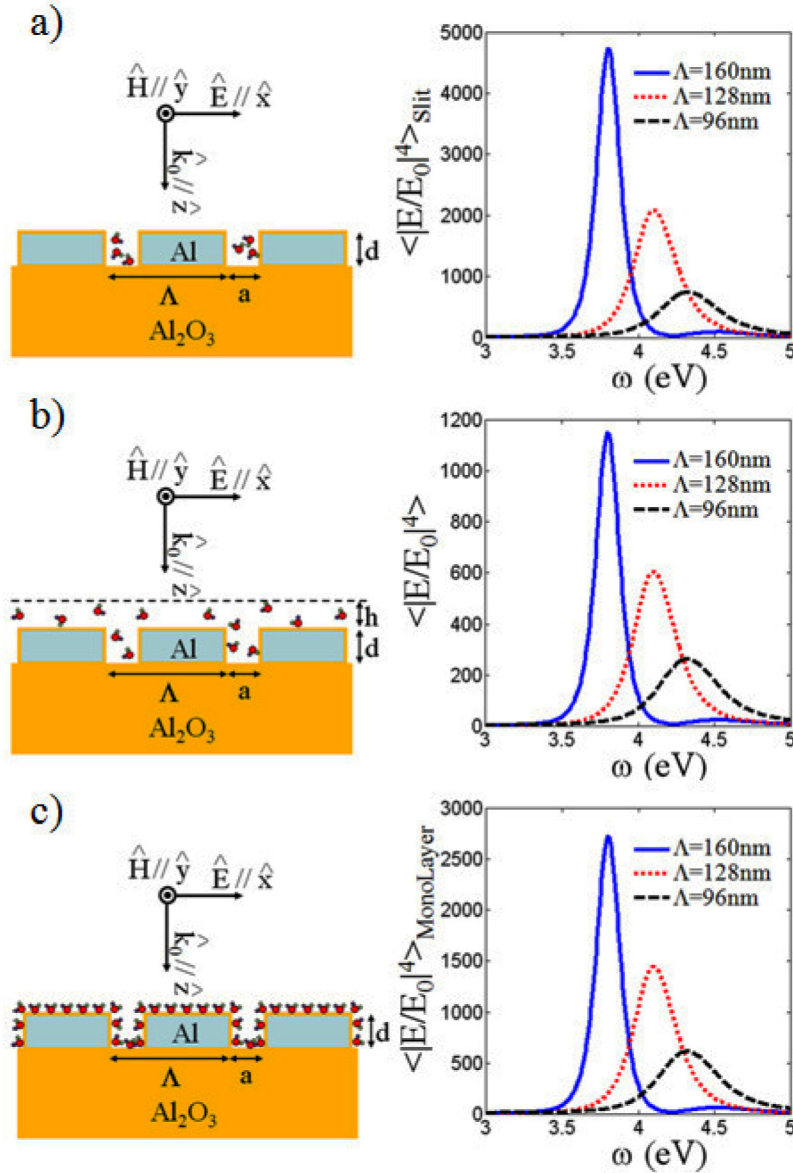 a)
Ĥ// ŷ Ê // x̂
k₀// ẑ
Al
d
Λ a
Al₂O₃
<|E/E₀|⁴>Slit
5000
4000
3000
2000
1000
0
3 3.5 4 4.5 5
ω (eV)
Λ=160nm
Λ=128nm
Λ=96nm
b)
Ĥ// ŷ Ê // x̂
k₀// ẑ
h
Al
d
Λ a
Al₂O₃
<|E/E₀|⁴>
1200
1000
800
600
400
200
0
3 3.5 4 4.5 5
ω (eV)
Λ=160nm
Λ=128nm
Λ=96nm
c)
Ĥ// ŷ Ê // x̂
k₀// ẑ
Al
d
Λ a
Al₂O₃
<|E/E₀|⁴>MonoLayer
3000
2500
2000
1500
1000
500
0
3 3.5 4 4.5 5
ω (eV)
Λ=160nm
Λ=128nm
Λ=96nm